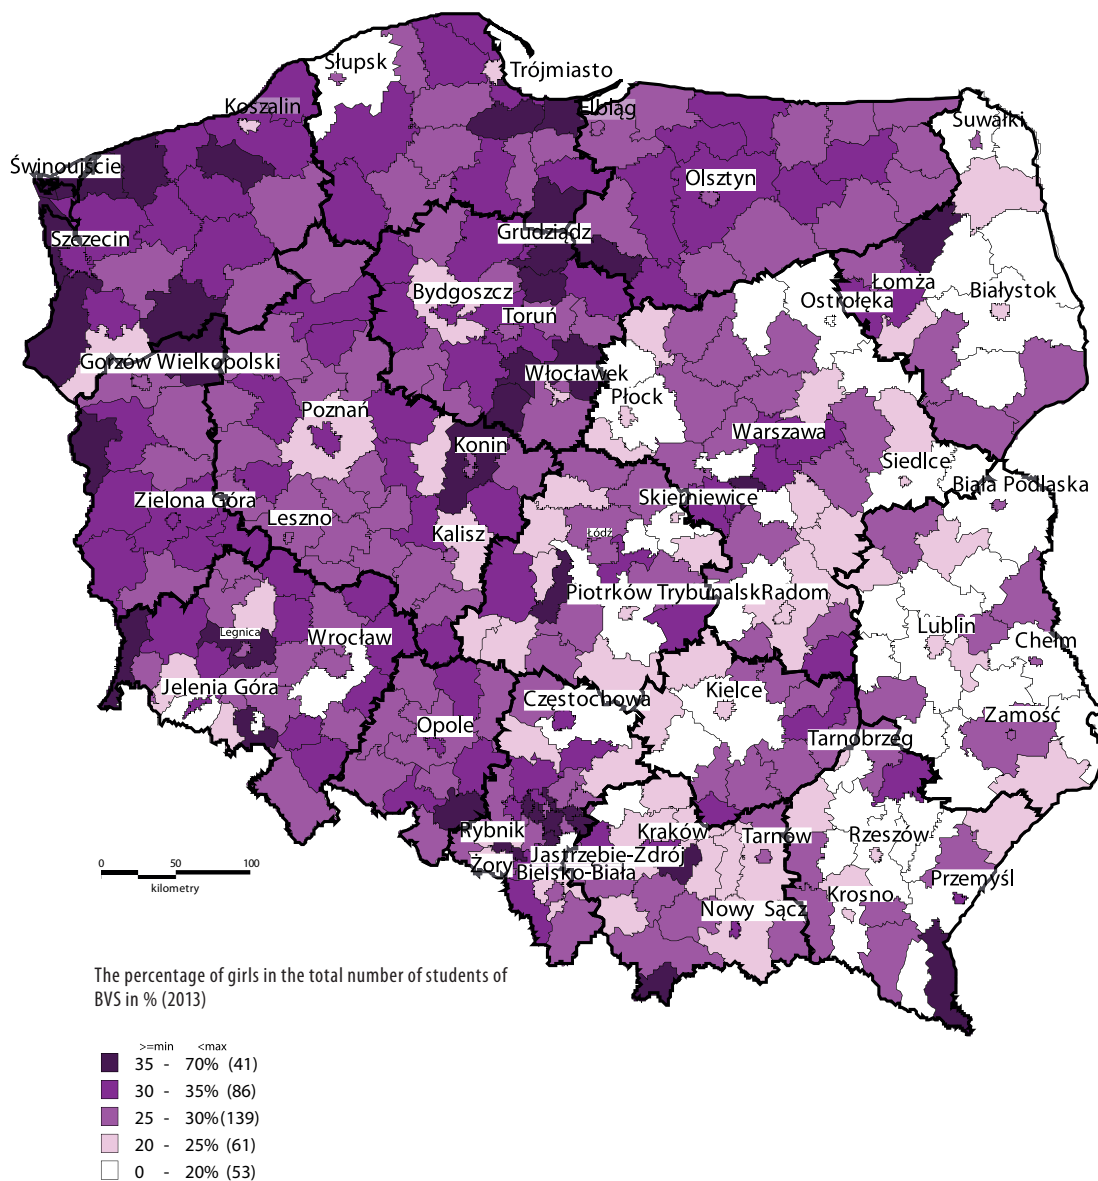 Słupsk
Trójmiasto
Koszalin
Elbląg
Suwałki
Świnoujście
Olsztyn
Szczecin
Grudziądz
Łomża
Bydgoszcz
Ostrołęka
Białystok
Toruń
Gorzów Wielkopolski
Włocławek
Płock
Poznań
Warszawa
Konin
Siedlce
Skierniewice
Biała Podlaska
Zielona Góra
Leszno
Kalisz
Łódź
Piotrków Trybunalski
Radom
Legnica
Wrocław
Lublin
Chełm
Jelenia Góra
Częstochowa
Kielce
Opole
Zamość
Tarnobrzeg
Rybnik
Kraków
Tarnów
Rzeszów
Żory
Jastrzębie-Zdrój
Bielsko-Biała
Przemyśl
Krosno
Nowy Sącz
0 50 100
kilometry
The percentage of girls in the total number of students of
BVS in % (2013)
>=min <max
35 - 70% (41)
30 - 35% (86)
25 - 30% (139)
20 - 25% (61)
0 - 20% (53)